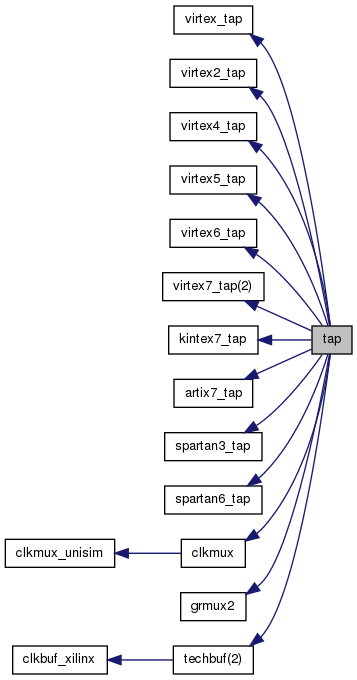 virtex_tap
virtex2_tap
virtex4_tap
virtex5_tap
virtex6_tap
virtex7_tap(2)
kintex7_tap
tap
artix7_tap
spartan3_tap
spartan6_tap
clkmux_unisim
clkmux
grmux2
clkbuf_xilinx
techbuf(2)